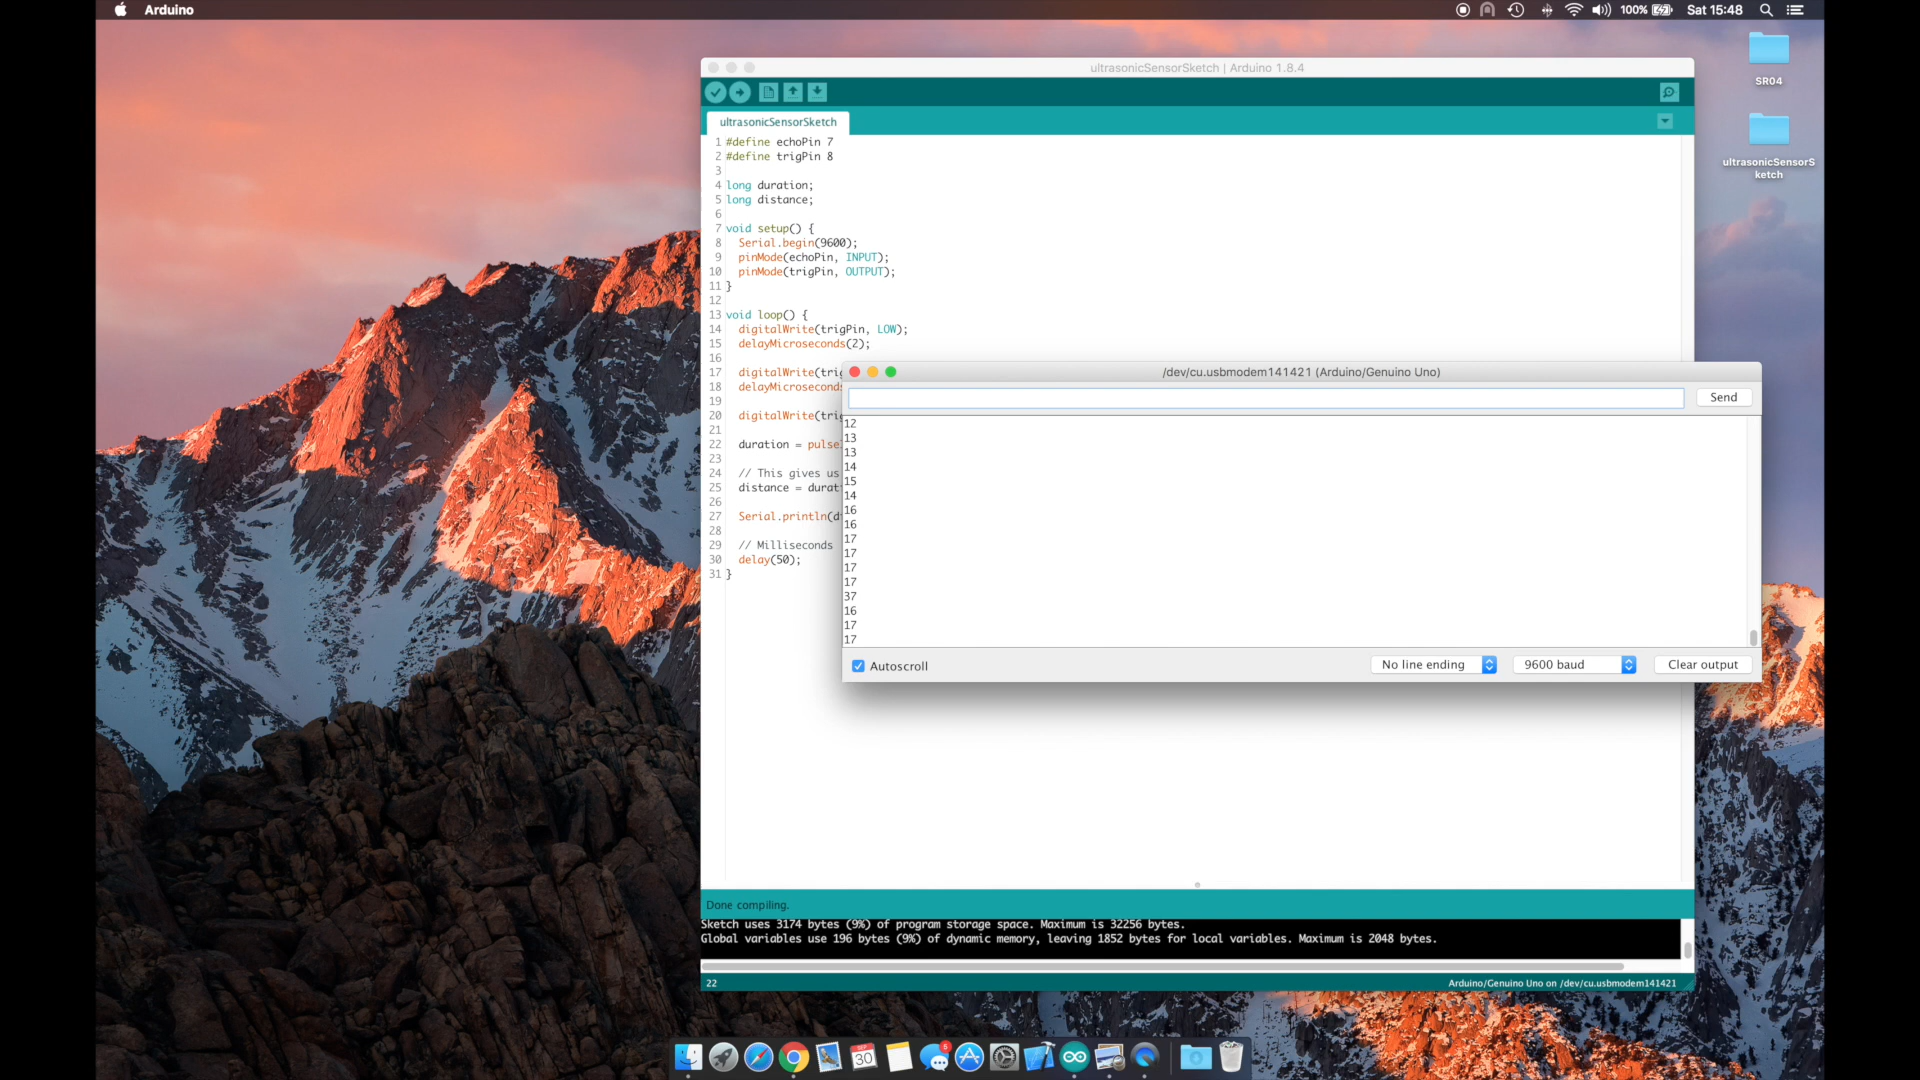 Arduino
100%
Sat 15:48
SR04
ultrasonicSensorS
ketch
ultrasonicSensorSketch | Arduino 1.8.4
ultrasonicSensorSketch
1 #define echoPin 7
2 #define trigPin 8
3
4 long duration;
5 long distance;
6
7 void setup() {
8 Serial.begin(9600);
9 pinMode(echoPin, INPUT);
10 pinMode(trigPin, OUTPUT);
11 }
12
13 void loop() {
14 digitalWrite(trigPin, LOW);
15 delayMicroseconds(2);
16
17 digitalWrite(trig
18 delayMicroseconds
19
20 digitalWrite(trig
21
22 duration = pulse
23
24 // This gives us
25 distance = durat
26
27 Serial.println(d
28
29 // Milliseconds
30 delay(50);
31 }
/dev/cu.usbmodem141421 (Arduino/Genuino Uno)
Send
12
13
13
14
15
14
16
16
17
17
17
17
37
16
17
17
Autoscroll
No line ending
9600 baud
Clear output
Done compiling.
Sketch uses 3174 bytes (9%) of program storage space. Maximum is 32256 bytes.
Global variables use 196 bytes (9%) of dynamic memory, leaving 1852 bytes for local variables. Maximum is 2048 bytes.
22
Arduino/Genuino Uno on /dev/cu.usbmodem141421
SEP
30
5